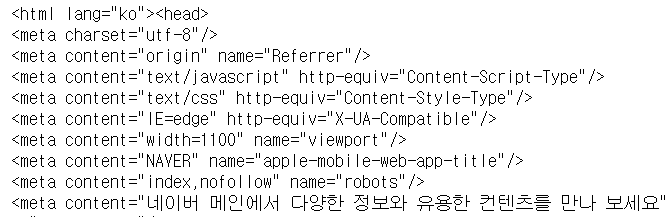 <html lang="ko"><head>
<meta charset="utf-8"/>
<meta content="origin" name="Referrer"/>
<meta content="text/javascript" http-equiv="Content-Script-Type"/>
<meta content="text/css" http-equiv="Content-Style-Type"/>
<meta content="IE=edge" http-equiv="X-UA-Compatible"/>
<meta content="width=1100" name="viewport"/>
<meta content="NAVER" name="apple-mobile-web-app-title"/>
<meta content="index,nofollow" name="robots"/>
<meta content="네이버 메인에서 다양한 정보와 유용한 컨텐츠를 만나 보세요"